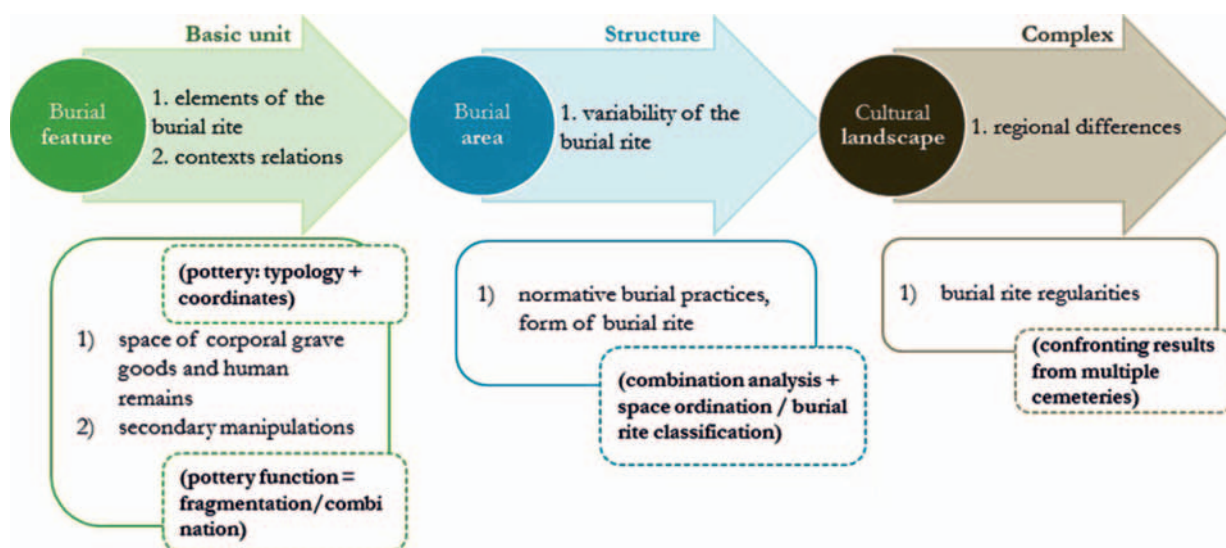 Basic unit
Burial
feature
1. elements of the
burial rite
2. contexts relations
(pottery: typology +
coordinates)
1) space of corporal grave
goods and human
remains
2) secondary manipulations
(pottery function =
fragmentation/combi
nation)
Structure
Burial
area
1. variability of the
burial rite
1) normative burial practices,
form of burial rite
(combination analysis +
space ordination / burial
rite classification)
Complex
Cultural
landscape
1. regional differences
1) burial rite regularities
(confronting results
from multiple
cemeteries)